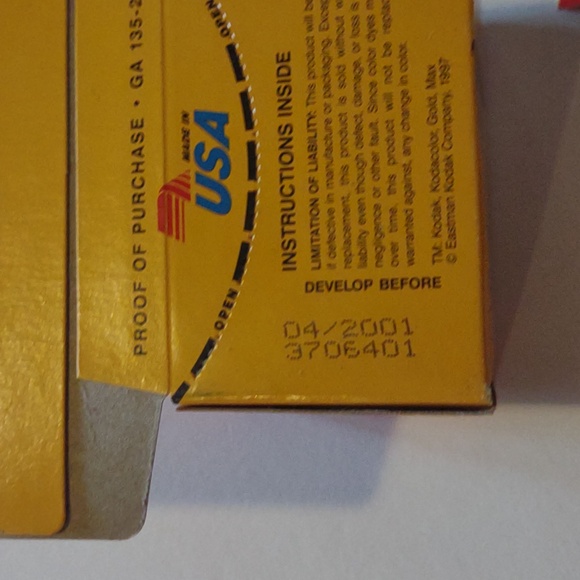 PROOF OF PURCHASE • GA 135-2
MADE IN
USA
OPEN
OPEN
INSTRUCTIONS INSIDE
LIMITATION OF LIABILITY: This product will be
if defective in manufacture or packaging.
replacement, this product is sold without
liability even though defect, damage, or loss is
negligence or other fault. Since color dyes
over time, this product will not be
warranted against, any change in color.
TM: Kodak, Kodacolor, Gold, Max
© Eastman Kodak Company, 1997
DEVELOP BEFORE
04/2001
3706401